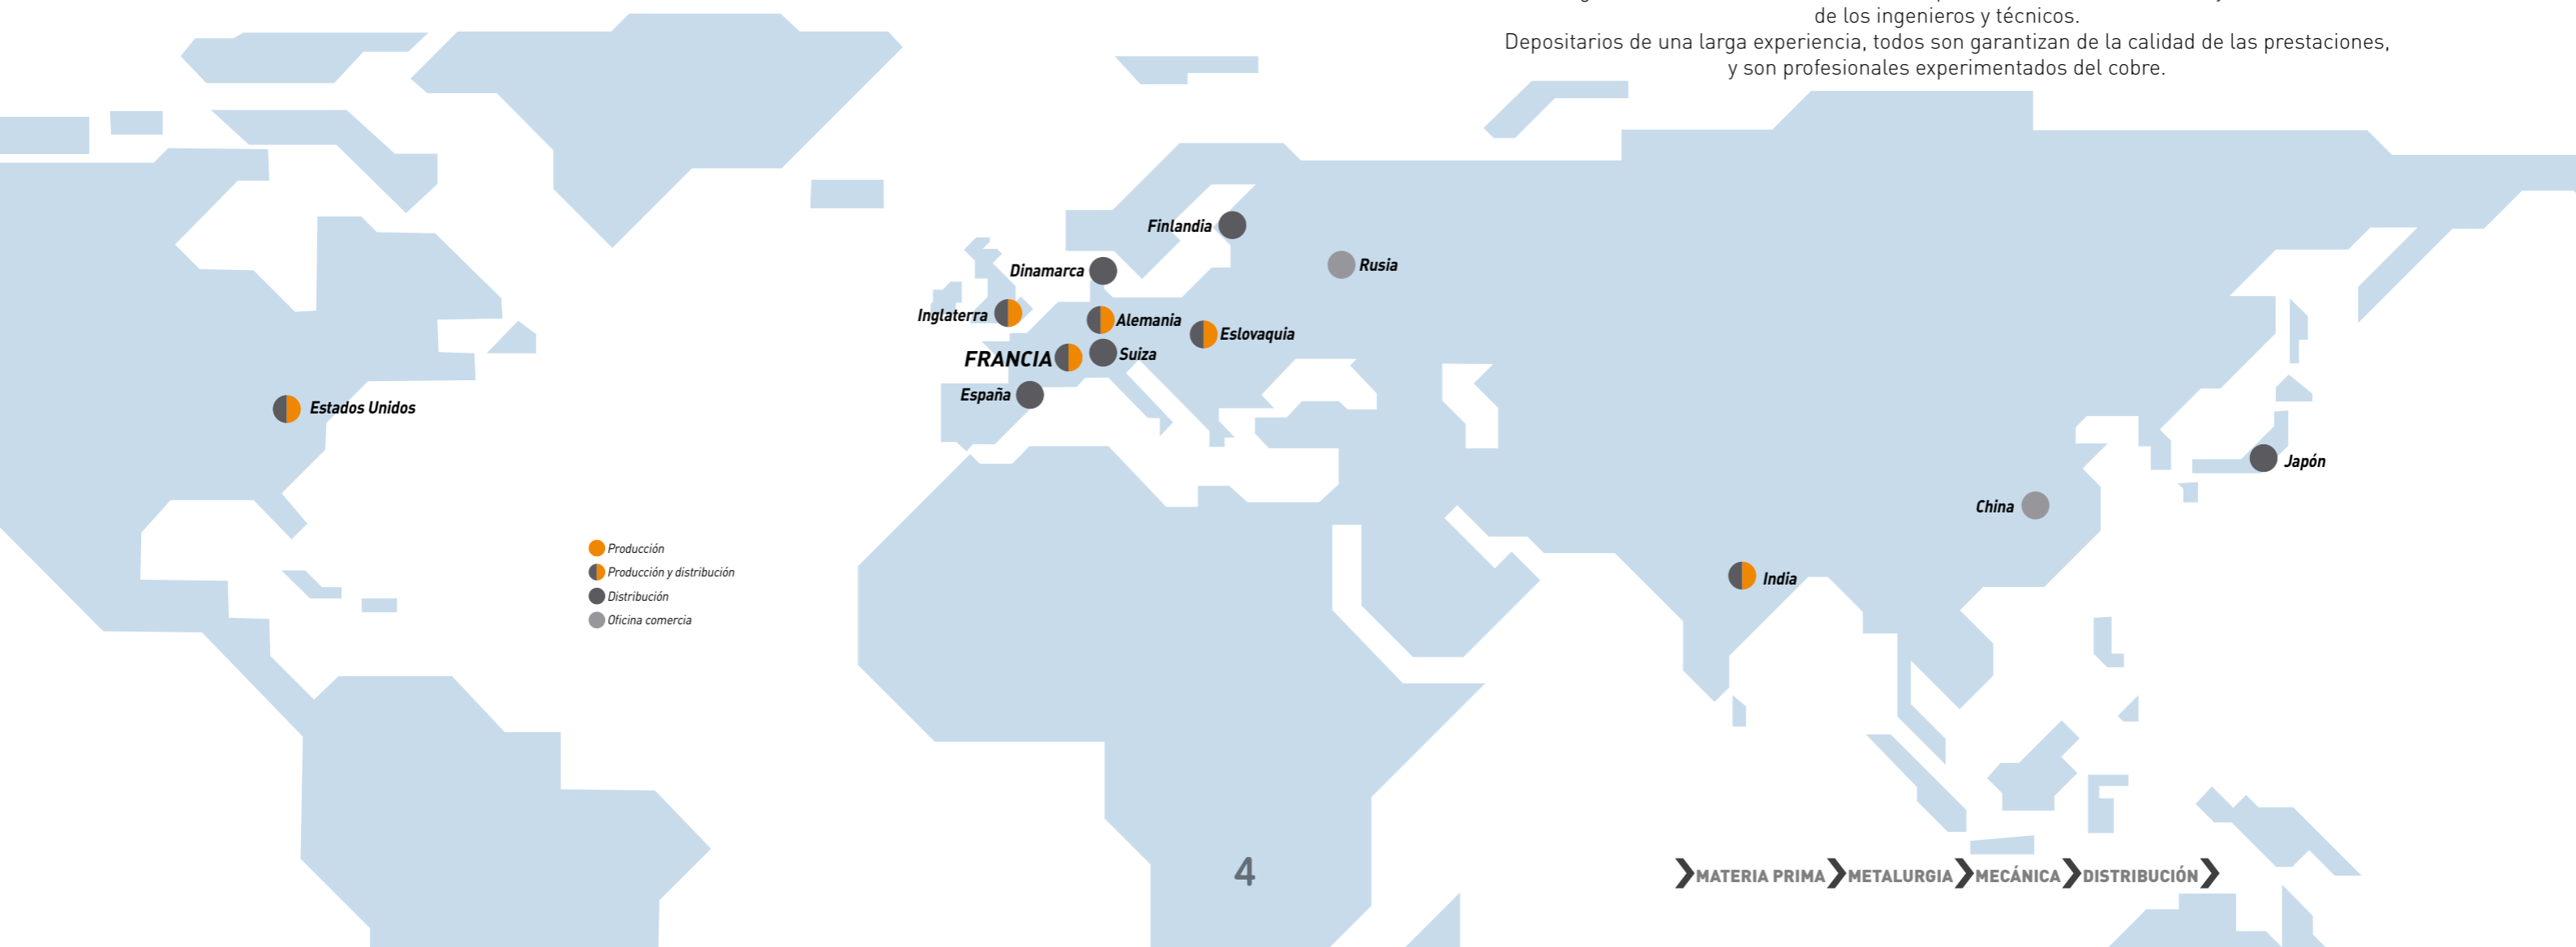 de los ingenieros y técnicos.
Depositarios de una larga experiencia, todos son garantizan de la calidad de las prestaciones,
y son profesionales experimentados del cobre.
Finlandia
Rusia
Dinamarca
Inglaterra
Alemania
Eslovaquia
FRANCIA
Suiza
España
Estados Unidos
Japón
China
India
Producción
Producción y distribución
Distribución
Oficina comercia
4
MATERIA PRIMA METALURGIA MECÁNICA DISTRIBUCIÓN